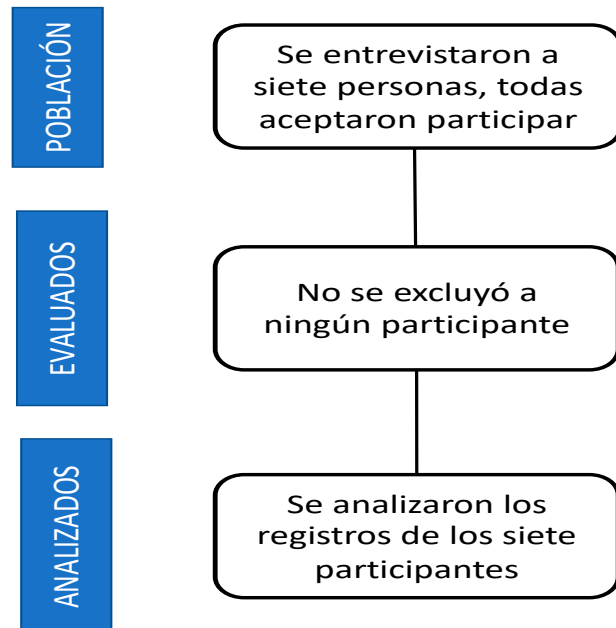 POBLACIÓN
Se entrevistaron a
siete personas, todas
aceptaron participar
EVALUADOS
No se excluyó a
ningún participante
ANALIZADOS
Se analizaron los
registros de los siete
participantes